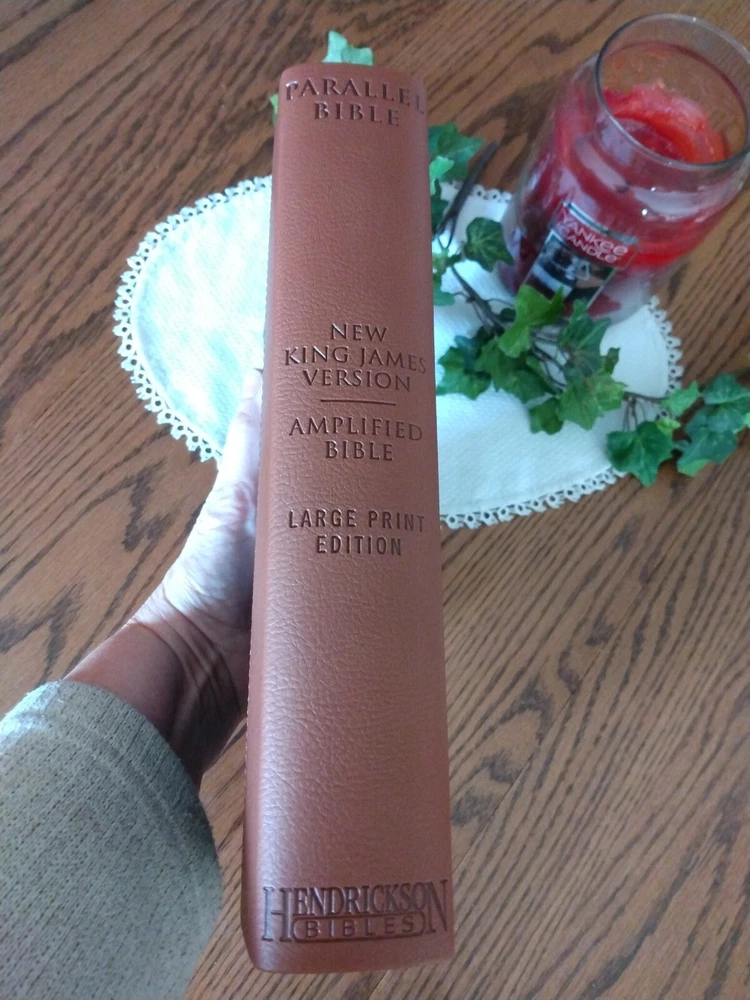 PARALLEL
BIBLE
NEW
KING JAMES
VERSION
AMPLIFIED
BIBLE
LARGE PRINT
EDITION
HENDRICKSON
BIBLES
YANKEE
CANDLE